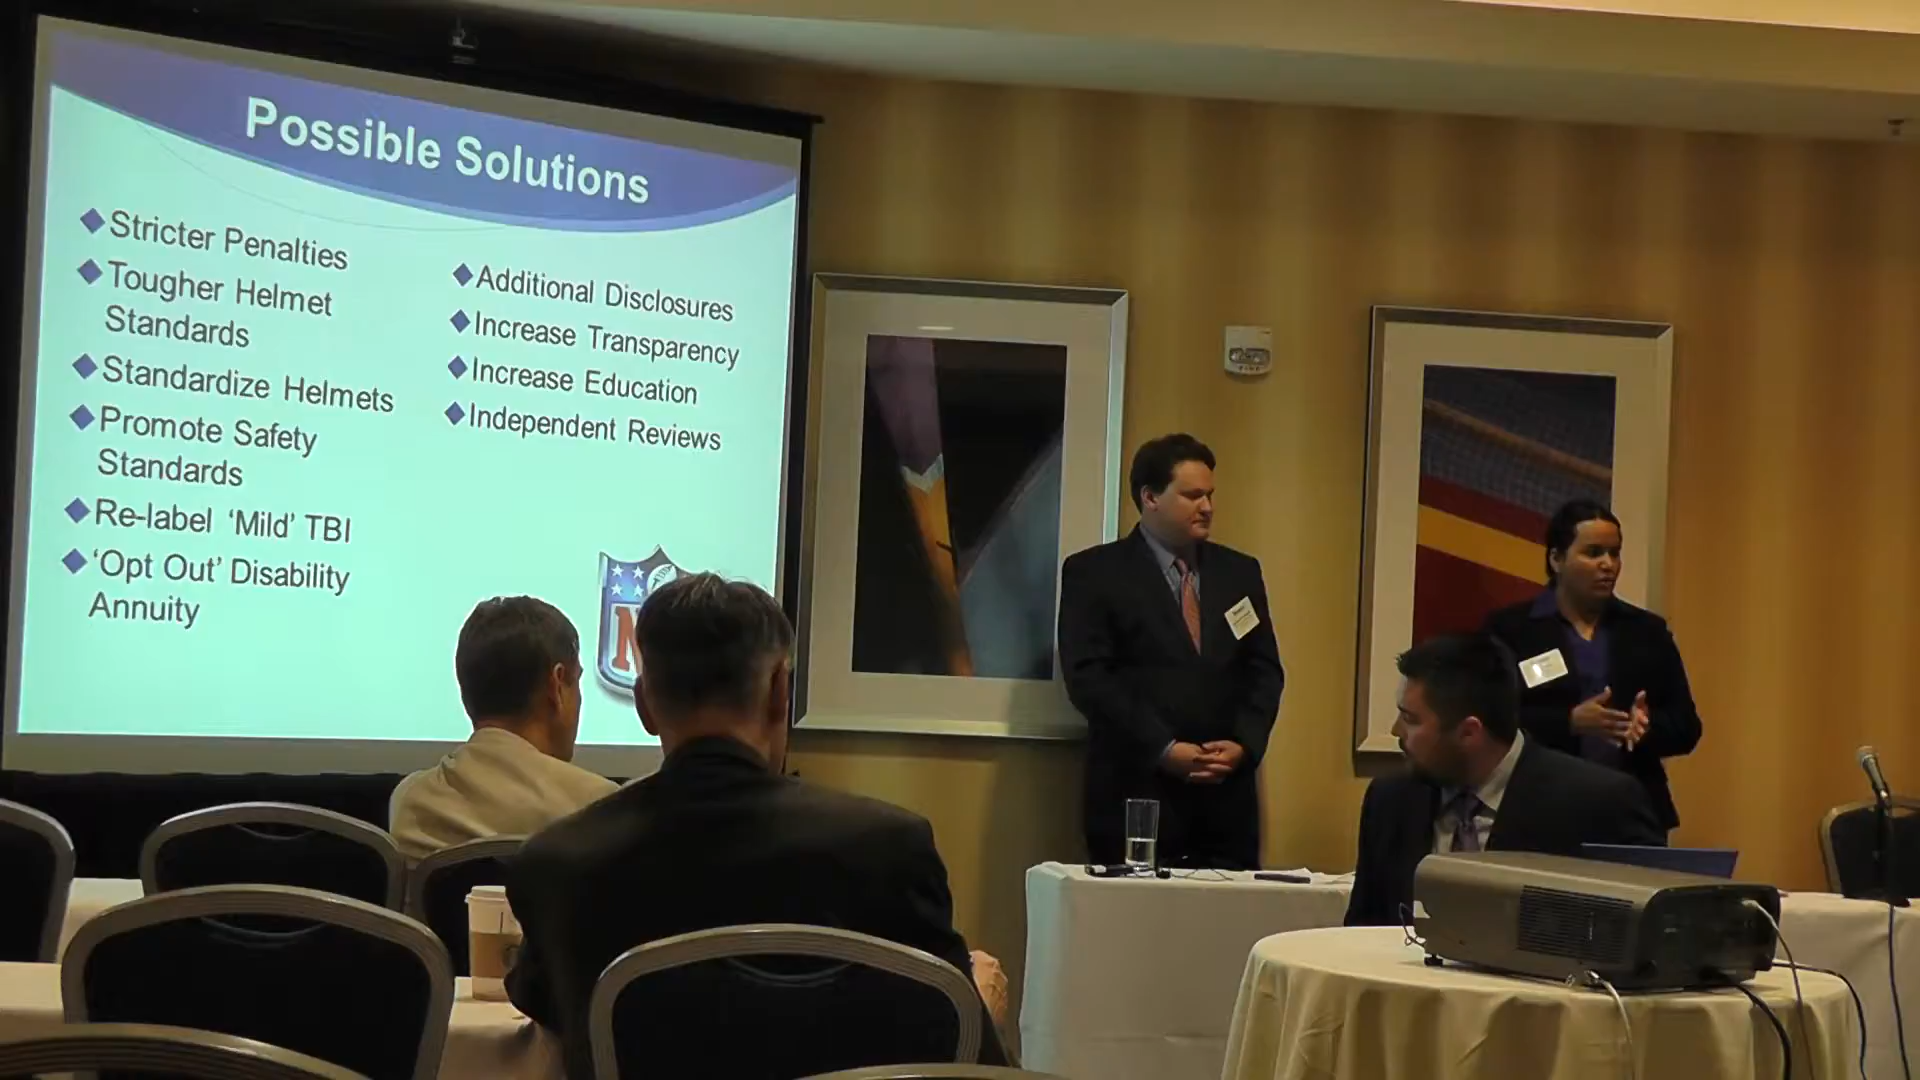 Possible Solutions
Stricter Penalties
Tougher Helmet
Standards
Standardize Helmets
Promote Safety
Standards
Re-label ‘Mild’ TBI
‘Opt Out’ Disability
Annuity
Additional Disclosures
Increase Transparency
Increase Education
Independent Reviews